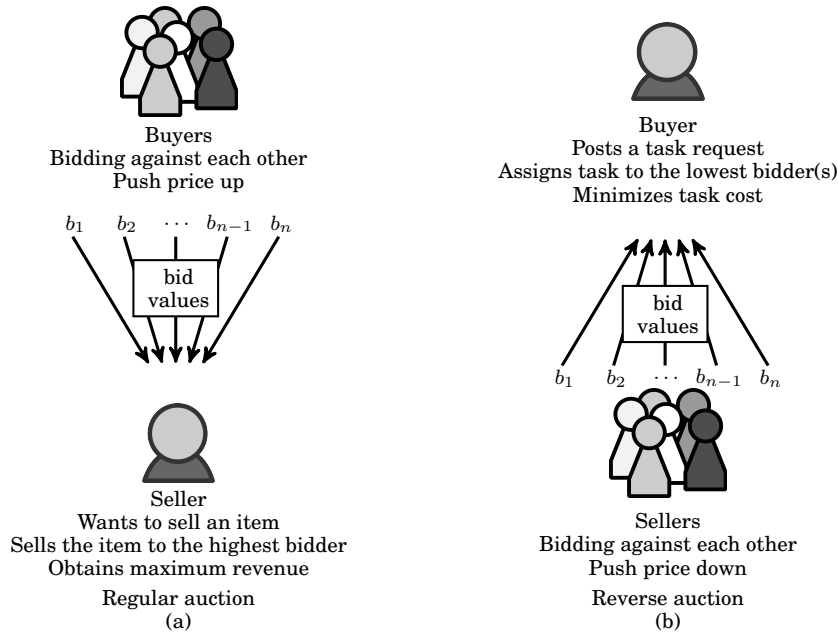 Buyers
Bidding against each other
Push price up
b₁ b₂ ⋯ bₙ₋₁ bₙ
bid
values
Seller
Wants to sell an item
Sells the item to the highest bidder
Obtains maximum revenue
Regular auction
(a)
Buyer
Posts a task request
Assigns task to the lowest bidder(s)
Minimizes task cost
bid
values
b₁ b₂ ⋯ bₙ₋₁ bₙ
Sellers
Bidding against each other
Push price down
Reverse auction
(b)